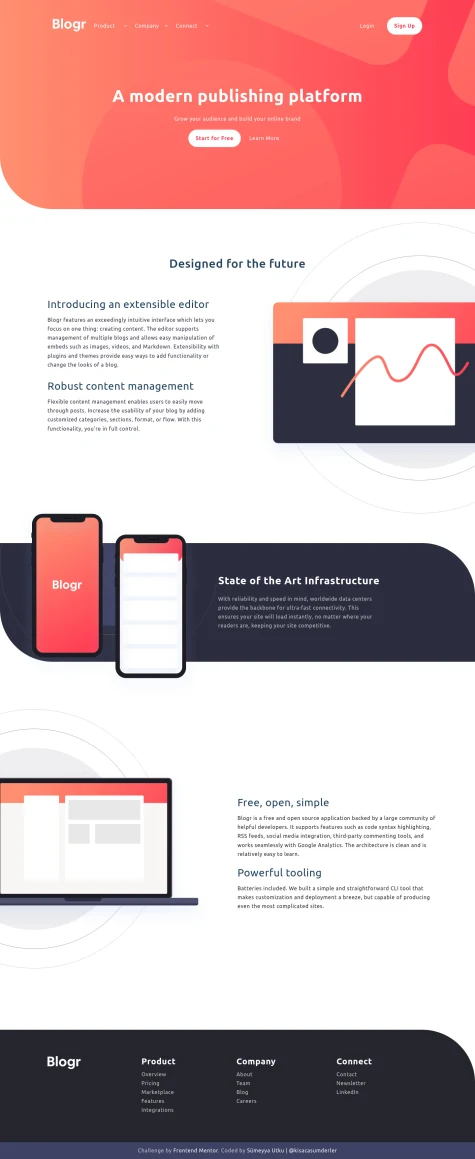 Blogr Product Company Connect Login Sign Up
A modern publishing platform
Grow your audience and build your online brand
Start for Free Learn More
Designed for the future
Introducing an extensible editor
Blogr features an exceedingly intuitive interface which lets you
focus on one thing: creating content. The editor supports
management of multiple blogs and allows easy manipulation of
embeds such as images, videos, and Markdown. Extensibility with
plugins and themes provide easy ways to add functionality or
change the looks of a blog.
Robust content management
Flexible content management enables users to easily move
through posts. Increase the usability of your blog by adding
customized categories, sections, format, or flow. With this
functionality, you're in full control.
Blogr
State of the Art Infrastructure
With reliability and speed in mind, worldwide data centers
provide the backbone for ultra-fast connectivity. This
ensures your site will load instantly, no matter where your
readers are, keeping your site competitive.
Free, open, simple
Blogr is a free and open source application backed by a large community of
helpful developers. It supports features such as code syntax highlighting,
RSS feeds, social media integration, third-party commenting tools, and
works seamlessly with Google Analytics. The architecture is clean and is
relatively easy to learn.
Powerful tooling
Batteries included. We built a simple and straightforward CLI tool that
makes customization and deployment a breeze, but capable of producing
even the most complicated sites.
Blogr
Product
Overview
Pricing
Marketplace
Features
Integrations
Company
About
Team
Blog
Careers
Connect
Contact
Newsletter
LinkedIn
Challenge by Frontend Mentor. Coded by Sümeyya Utku | @kisacasumderler